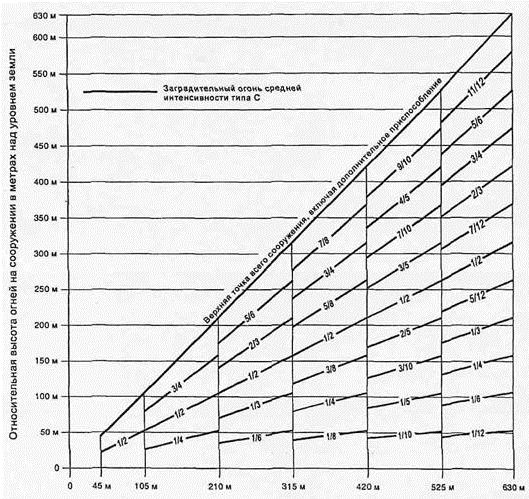 630 м
600 м
550 м
500 м
450 м
400 м
350 м
300 м
250 м
200 м
150 м
100 м
50 м
0
Относительная высота огней на сооружении в метрах над уровнем земли
Заградительный огонь средней
интенсивности типа С
Верхняя точка всего сооружения, включая дополнительное приспособление
11/12
5/6
3/4
2/3
7/12
1/2
5/12
1/4
1/6
1/12
9/10
4/5
7/10
3/5
1/2
2/5
3/10
1/5
1/10
7/8
3/4
5/8
1/2
3/8
1/4
1/8
5/6
2/3
1/2
1/3
1/6
3/4
1/2
1/4
1/2
0 45 м 105 м 210 м 315 м 420 м 525 м 630 м